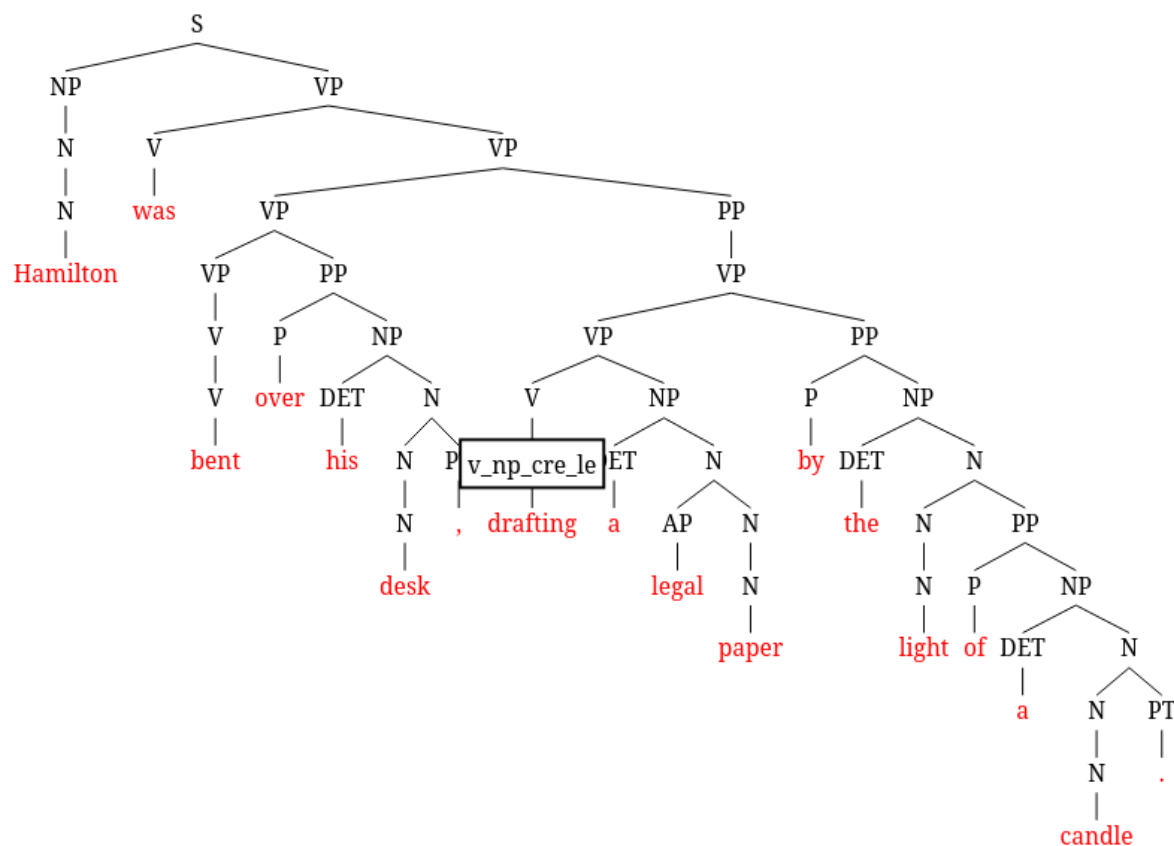 S
NP VP
N V VP
N was VP PP
Hamilton VP PP VP
V P NP VP PP
V over DET N V NP P NP
bent his N P v_np_cre_le ET N by DET N
N , drafting a AP N the N PP
desk legal N N P NP
paper light of DET N
a N PT
N .
candle